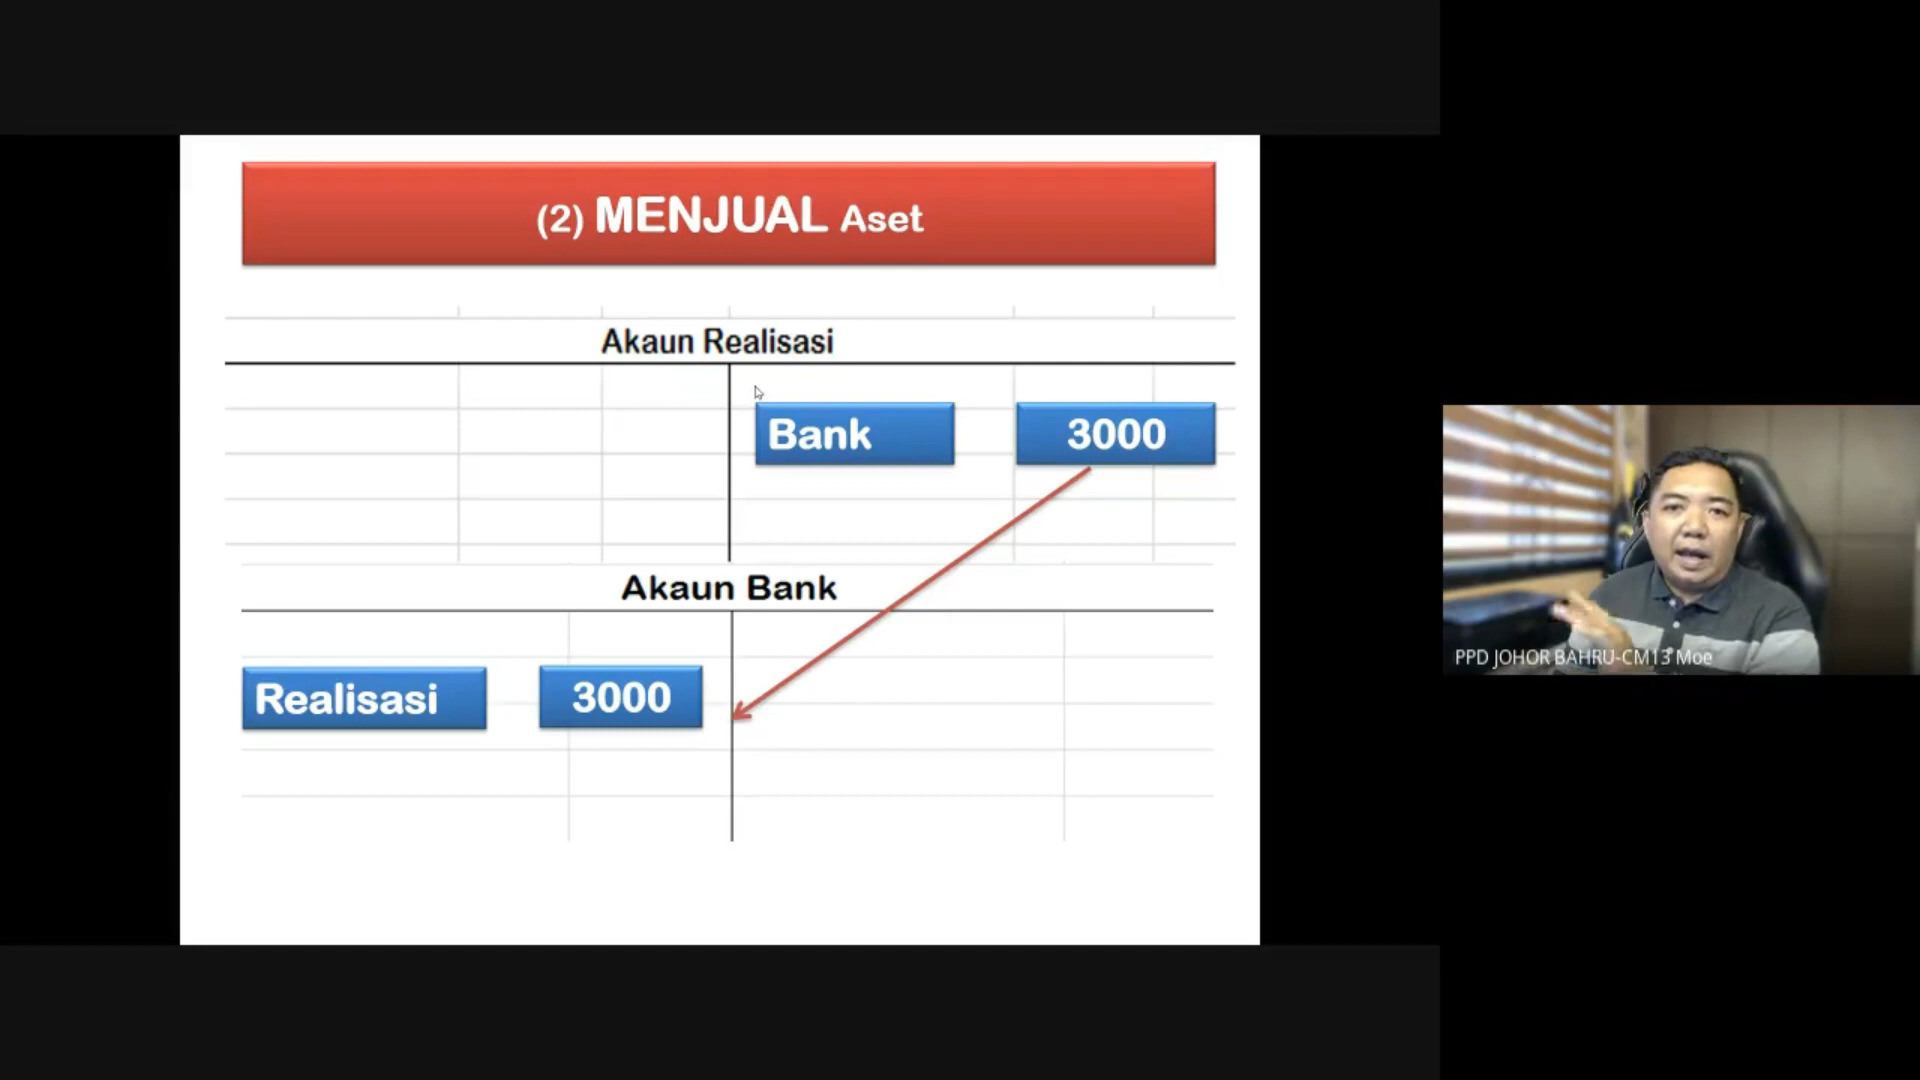 (2) MENJUAL Aset
Akaun Realisasi
Bank 3000
Akaun Bank
Realisasi 3000
PPD JOHOR BAHRU-CM13 Moe